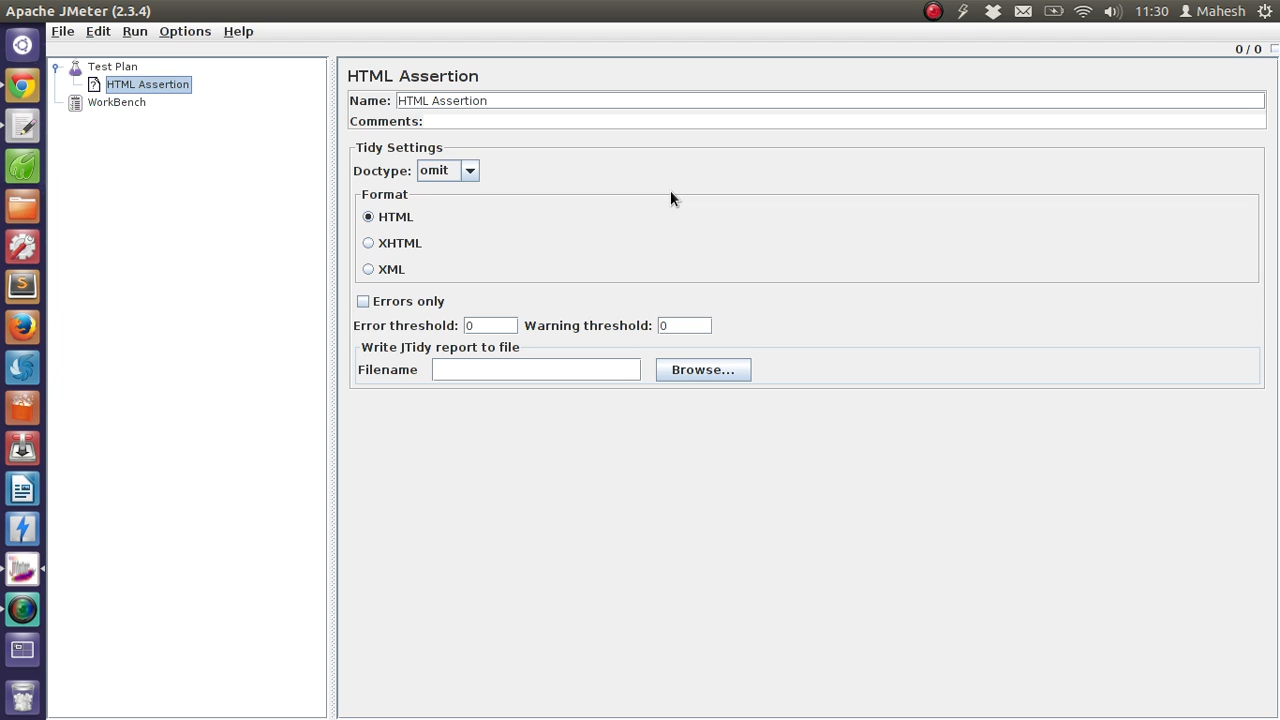 Apache JMeter (2.3.4)
11:30 Mahesh
File Edit Run Options Help
0 / 0
Test Plan
HTML Assertion
WorkBench
HTML Assertion
Name: HTML Assertion
Comments:
Tidy Settings
Doctype: omit
Format
HTML
XHTML
XML
Errors only
Error threshold: 0 Warning threshold: 0
Write JTidy report to file
Filename Browse...